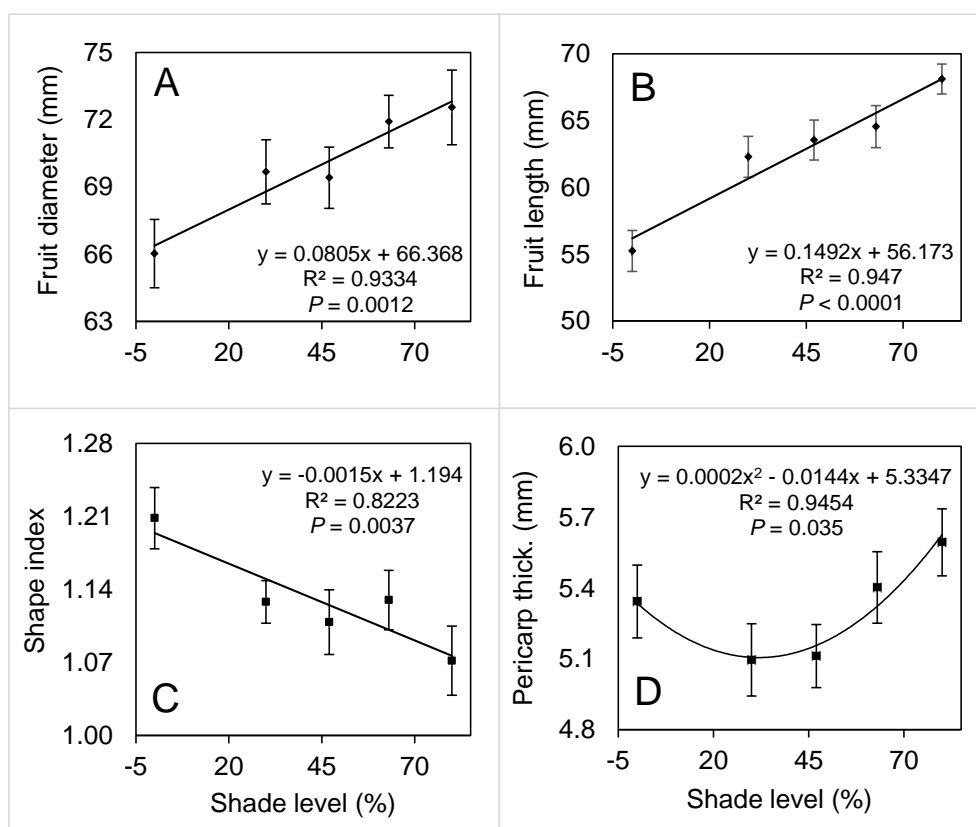 75
72
69
66
63
Fruit diameter (mm)
A
y = 0.0805x + 66.368
R² = 0.9334
P = 0.0012
-5 20 45 70
70
65
60
55
50
Fruit length (mm)
B
y = 0.1492x + 56.173
R² = 0.947
P < 0.0001
-5 20 45 70
1.28
1.21
1.14
1.07
1.00
Shape index
y = -0.0015x + 1.194
R² = 0.8223
P = 0.0037
C
-5 20 45 70
Shade level (%)
6.0
5.7
5.4
5.1
4.8
Pericarp thick. (mm)
y = 0.0002x² - 0.0144x + 5.3347
R² = 0.9454
P = 0.035
D
-5 20 45 70
Shade level (%)